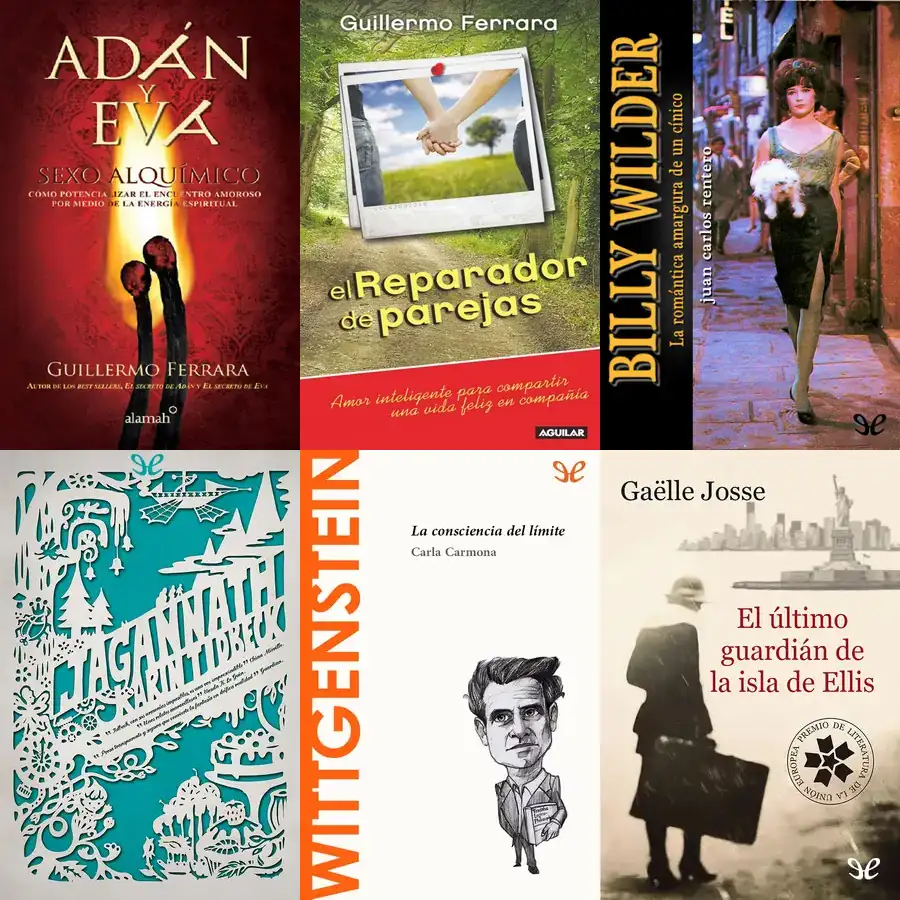 ADÁN
Y
EVA
SEXO ALQUÍMICO
CÓMO POTENCIALIZAR EL ENCUENTRO AMOROSO
POR MEDIO DE LA ENERGÍA ESPIRITUAL
GUILLERMO FERRARA
AUTOR DE LOS BEST SELLERS, EL SECRETO DE ADÁN Y EL SECRETO DE EVA
alamah
Guillermo Ferrara
el Reparador
de parejas
Amor inteligente para compartir
una vida feliz en compañía
AGUILAR
BILLY WILDER
La romántica amargura de un cínico
juan carlos rentero
EL
JAGANNATH
KARIN TIDBECK
WITTGENSTEIN
La consciencia del límite
Carla Carmona
Gaëlle Josse
El último
guardián de
la isla de Ellis
PREMIO DE LITERATURA DE LA UNIÓN EUROPEA